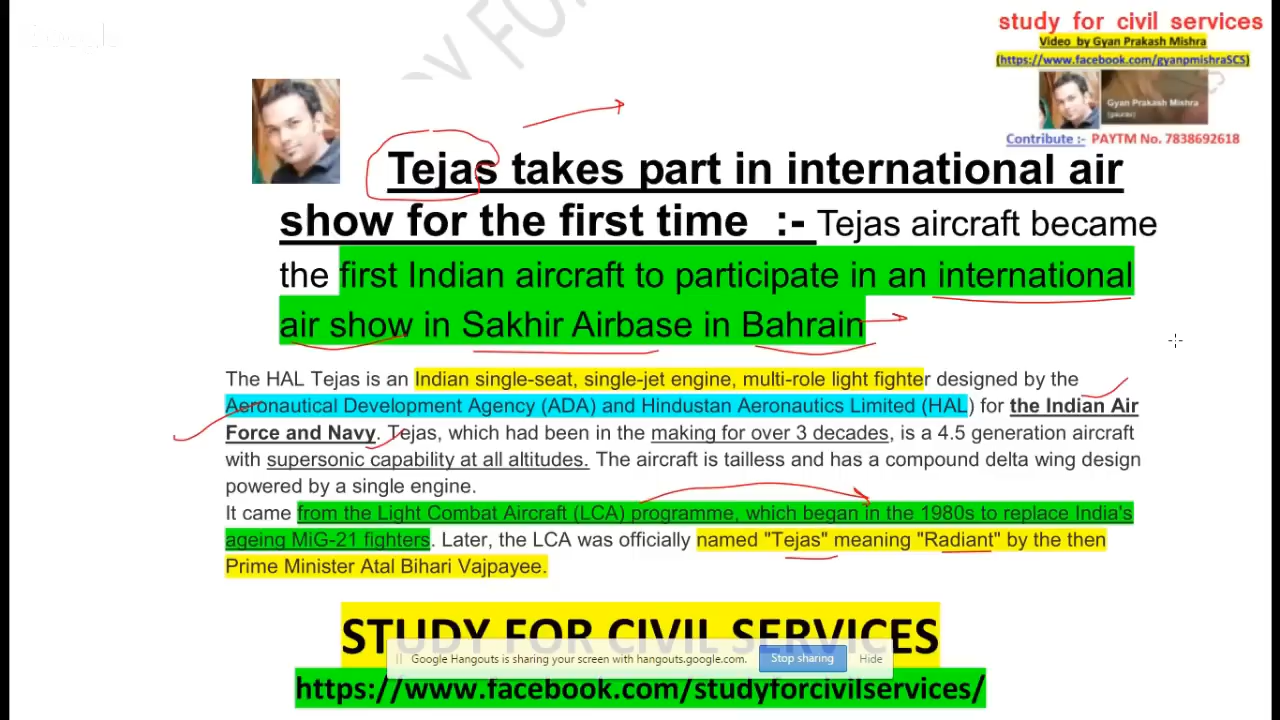 Google
study for civil services
Video by Gyan Prakash Mishra
(https://www.facebook.com/gyanpmishraSCS)
Gyan Prakash Mishra
Contribute :- PAYTM No. 7838692618
Tejas takes part in international air
show for the first time :- Tejas aircraft became
the first Indian aircraft to participate in an international
air show in Sakhir Airbase in Bahrain
The HAL Tejas is an Indian single-seat, single-jet engine, multi-role light fighter designed by the
Aeronautical Development Agency (ADA) and Hindustan Aeronautics Limited (HAL) for the Indian Air
Force and Navy. Tejas, which had been in the making for over 3 decades, is a 4.5 generation aircraft
with supersonic capability at all altitudes. The aircraft is tailless and has a compound delta wing design
powered by a single engine.
It came from the Light Combat Aircraft (LCA) programme, which began in the 1980s to replace India's
ageing MiG-21 fighters. Later, the LCA was officially named "Tejas" meaning "Radiant" by the then
Prime Minister Atal Bihari Vajpayee.
STUDY FOR CIVIL SERVICES
Google Hangouts is sharing your screen with hangouts.google.com. Stop sharing Hide
https://www.facebook.com/studyforcivilservices/